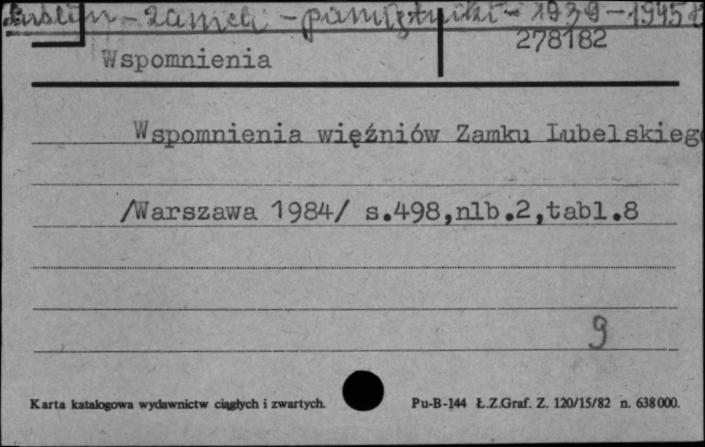 Lublin - zamek - pamiętniki - 1939-1945
278182
Wspomnienia
Wspomnienia więźniów Zamku Lubelskieg
/Warszawa 1984/ s.498,nlb.2,tabl.8
9
Karta katalogowa wydawnictw ciągłych i zwartych. Pu-B-144 Ł.Z.Graf. Z. 120/15/82 n. 638000.